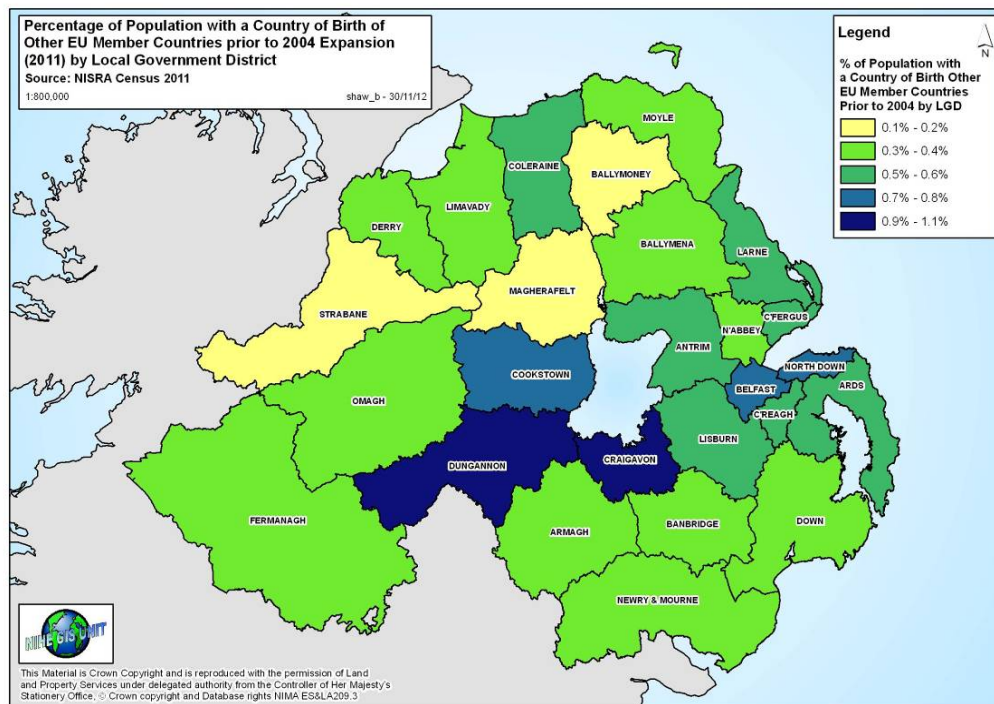 Percentage of Population with a Country of Birth of
Other EU Member Countries prior to 2004 Expansion
(2011) by Local Government District
Source: NISRA Census 2011
1:800,000
shaw_b - 30/11/12
Legend
N
% of Population with
a Country of Birth Other
EU Member Countries
Prior to 2004 by LGD
0.1% - 0.2%
0.3% - 0.4%
0.5% - 0.6%
0.7% - 0.8%
0.9% - 1.1%
MOYLE
COLERAINE
BALLYMONEY
LIMAVADY
DERRY
BALLYMENA
LARNE
MAGHERAFELT
STRABANE
C'FERGUS
N'ABBEY
ANTRIM
NORTH DOWN
COOKSTOWN
BELFAST
ARDS
OMAGH
C'REAGH
LISBURN
DUNGANNON
CRAIGAVON
FERMANAGH
ARMAGH
BANBRIDGE
DOWN
NEWRY & MOURNE
NIHE GIS UNIT
This Material is Crown Copyright and is reproduced with the permission of Land
and Property Services under delegated authority from the Controller of Her Majesty's
Stationery Office, © Crown copyright and Database rights NIMA ES&LA209.3